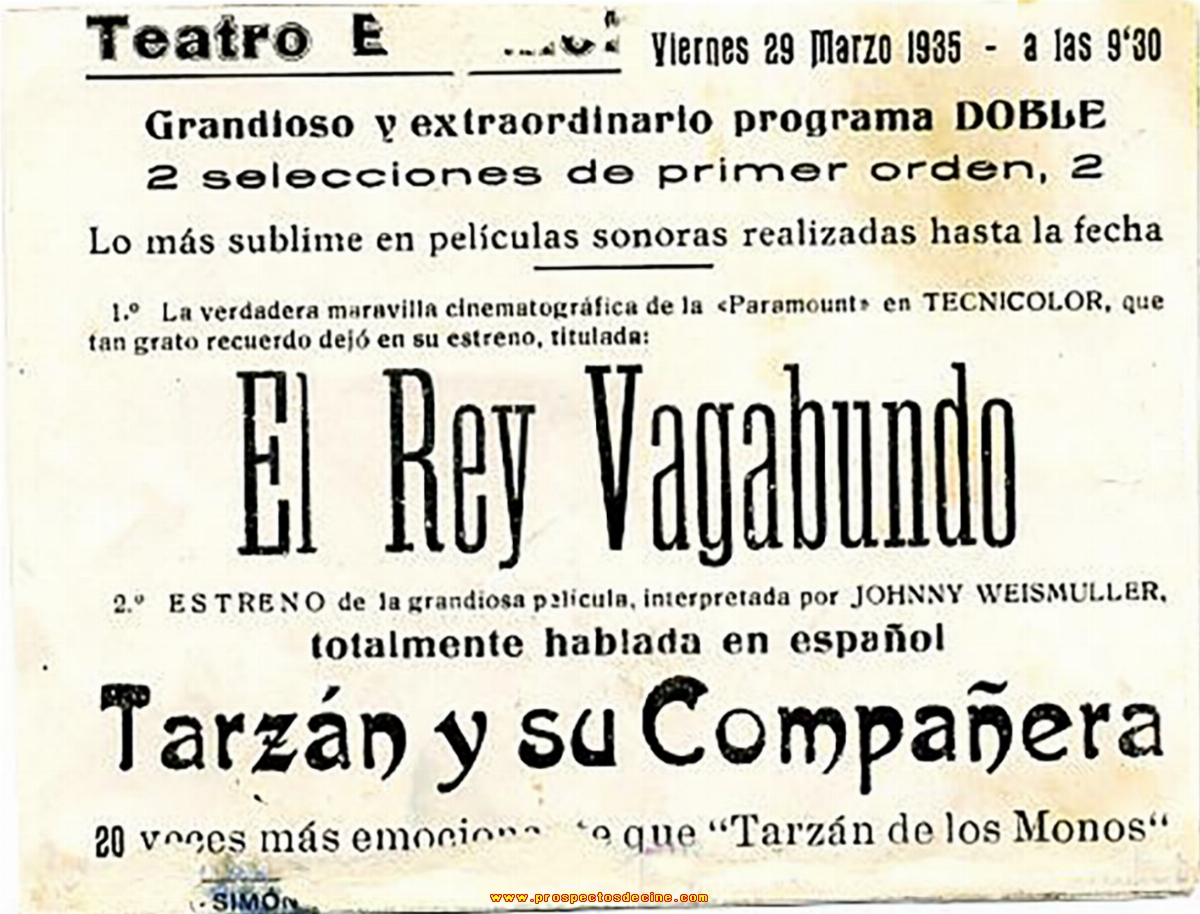 Teatro E
Viernes 29 Marzo 1935 - a las 9'30
Grandioso y extraordinario programa DOBLE
2 selecciones de primer orden, 2
Lo más sublime en películas sonoras realizadas hasta la fecha
1.º La verdadera maravilla cinematográfica de la «Paramount» en TECNICOLOR, que
tan grato recuerdo dejó en su estreno, titulada:
El Rey Vagabundo
2.º ESTRENO de la grandiosa película, interpretada por JOHNNY WEISMULLER,
totalmente hablada en español
Tarzán y su Compañera
20 veces más que “Tarzán de los Monos“
SIMÓN
www.prospectosdecine.com